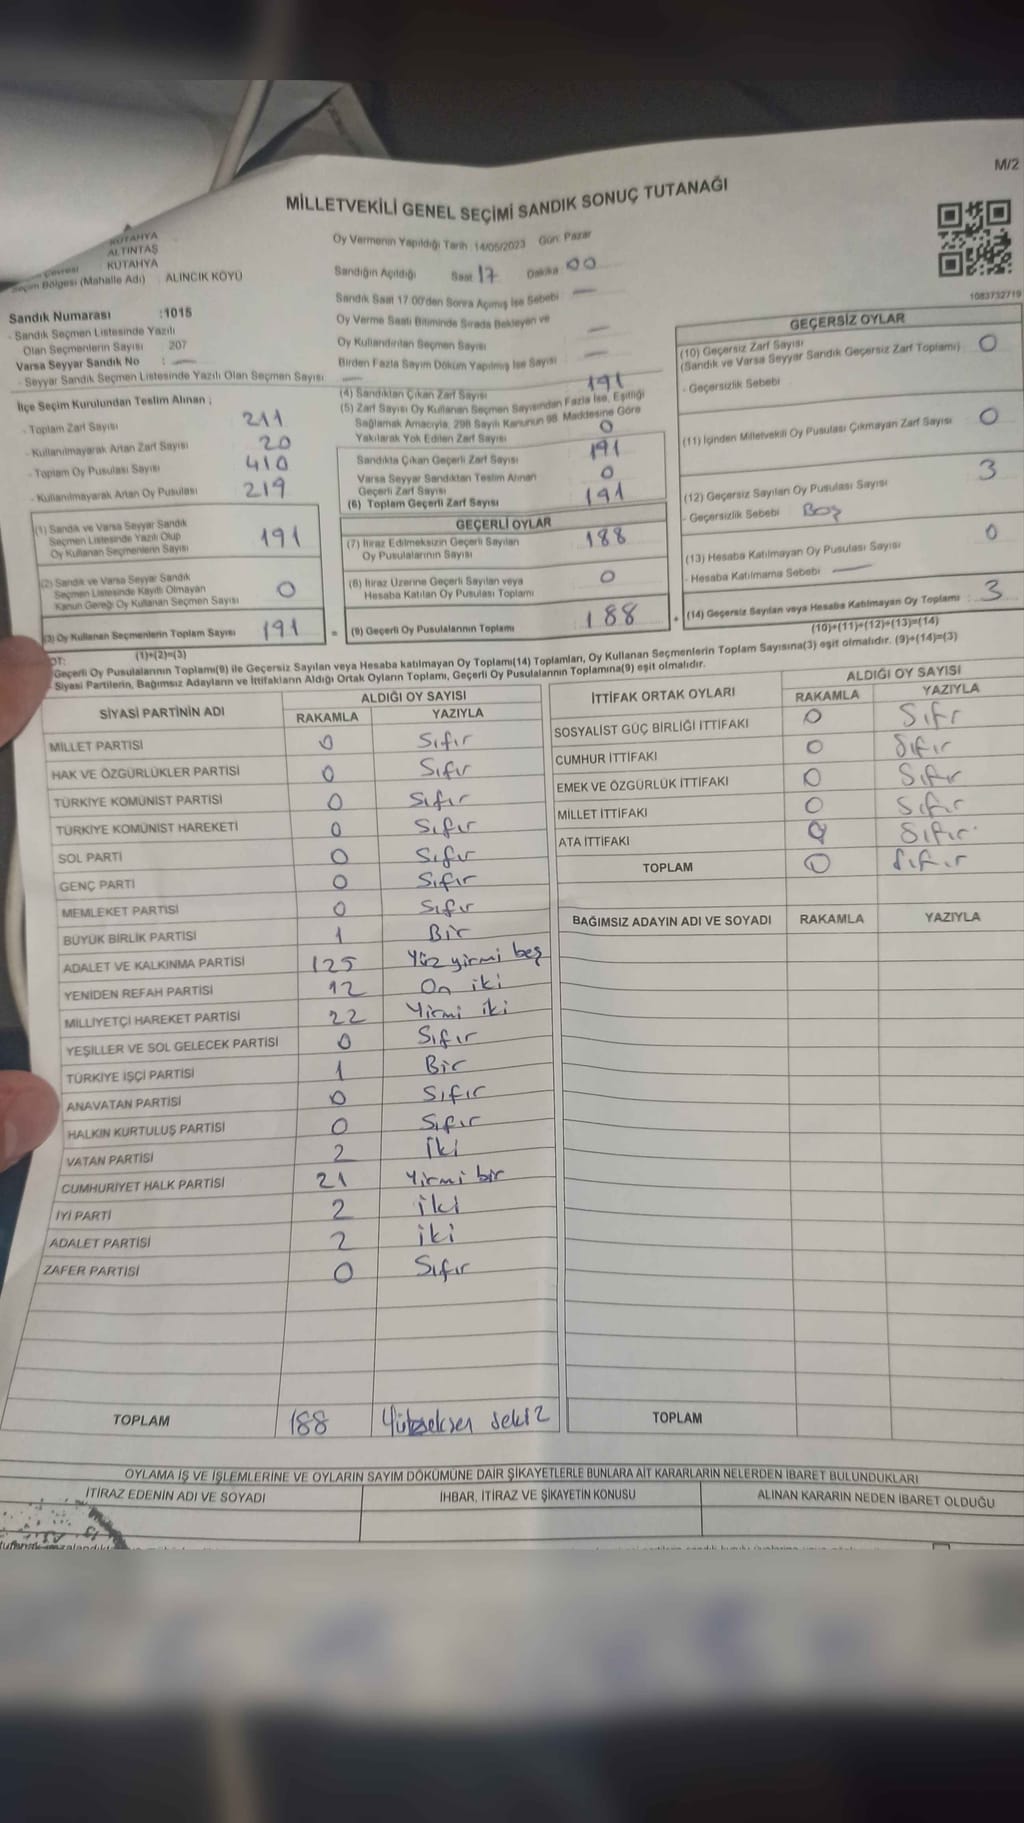 M/2
MİLLETVEKİLİ GENEL SEÇİMİ SANDIK SONUÇ TUTANAĞI
KÜTAHYA
ALTINTAŞ
KÜTAHYA
Seçim Bölgesi (Mahalle Adı) ALINCIK KÖYÜ
Sandık Numarası :1015
- Sandık Seçmen Listesinde Yazılı
Olan Seçmenlerin Sayısı 207
Varsa Seyyar Sandık No : —
- Seyyar Sandık Seçmen Listesinde Yazılı Olan Seçmen Sayısı —
İlçe Seçim Kurulundan Teslim Alınan ;
- Toplam Zarf Sayısı 211
- Kullanılmayarak Artan Zarf Sayısı 20
- Toplam Oy Pusulası Sayısı 410
- Kullanılmayarak Artan Oy Pusulası 219
(1) Sandık ve Varsa Seyyar Sandık
Seçmen Listesinde Yazılı Olup
Oy Kullanan Seçmenlerin Sayısı 191
(2) Sandık ve Varsa Seyyar Sandık
Seçmen Listesinde Kayıtlı Olmayan
Kanun Gereği Oy Kullanan Seçmen Sayısı 0
(3) Oy Kullanan Seçmenlerin Toplam Sayısı 191
(1)+(2)=(3)
Oy Vermenin Yapıldığı Tarih :14/05/2023 Gün: Pazar
Sandığın Açıldığı Saat 17 Dakika 00
Sandık Saat 17:00'den Sonra Açımış İse Sebebi —
Oy Verme Saati Bitiminde Sırada Bekleyen ve
Oy Kullandırılan Seçmen Sayısı —
Birden Fazla Sayım Döküm Yapılmış İse Sayısı —
(4) Sandıktan Çıkan Zarf Sayısı 191
(5) Zarf Sayısı Oy Kullanan Seçmen Sayısından Fazla İse, Eşitliği
Sağlamak Amacıyla, 298 Sayılı Kanunun 98. Maddesine Göre
Yakılarak Yok Edilen Zarf Sayısı 0
Sandıkta Çıkan Geçerli Zarf Sayısı 191
Varsa Seyyar Sandıktan Teslim Alınan
Geçerli Zarf Sayısı 0
(6) Toplam Geçerli Zarf Sayısı 191
GEÇERLİ OYLAR
(7) İtiraz Edilmeksizin Geçerli Sayılan
Oy Pusulalarının Sayısı 188
(8) İtiraz Üzerine Geçerli Sayılan veya
Hesaba Katılan Oy Pusulası Toplamı 0
= (9) Geçerli Oy Pusulalarının Toplamı 188
1083732719
GEÇERSİZ OYLAR
(10) Geçersiz Zarf Sayısı
(Sandık ve Varsa Seyyar Sandık Geçersiz Zarf Toplamı) 0
- Geçersizlik Sebebi
(11) İçinden Milletvekili Oy Pusulası Çıkmayan Zarf Sayısı 0
(12) Geçersiz Sayılan Oy Pusulası Sayısı 3
- Geçersizlik Sebebi Boş
(13) Hesaba Katılmayan Oy Pusulası Sayısı 0
- Hesaba Katılmama Sebebi —
+ (14) Geçersiz Sayılan veya Hesaba Katılmayan Oy Toplamı : 3
(10)+(11)+(12)+(13)=(14)
Geçerli Oy Pusulalarının Toplamı(9) ile Geçersiz Sayılan veya Hesaba katılmayan Oy Toplamı(14) Toplamları, Oy Kullanan Seçmenlerin Toplam Sayısına(3) eşit olmalıdır. (9)+(14)=(3)
- Siyasi Partilerin, Bağımsız Adayların ve İttifakların Aldığı Ortak Oyların Toplamı, Geçerli Oy Pusulalarının Toplamına(9) eşit olmalıdır.
SİYASİ PARTİNİN ADI ALDIĞI OY SAYISI
RAKAMLA YAZIYLA
MİLLET PARTİSİ 0 Sıfır
HAK VE ÖZGÜRLÜKLER PARTİSİ 0 Sıfır
TÜRKİYE KOMÜNİST PARTİSİ 0 Sıfır
TÜRKİYE KOMÜNİST HAREKETİ 0 Sıfır
SOL PARTİ 0 Sıfır
GENÇ PARTİ 0 Sıfır
MEMLEKET PARTİSİ 0 Sıfır
BÜYÜK BİRLİK PARTİSİ 1 Bir
ADALET VE KALKINMA PARTİSİ 125 Yüz yirmi beş
YENİDEN REFAH PARTİSİ 12 On iki
MİLLİYETÇİ HAREKET PARTİSİ 22 Yirmi iki
YEŞİLLER VE SOL GELECEK PARTİSİ 0 Sıfır
TÜRKİYE İŞÇİ PARTİSİ 1 Bir
ANAVATAN PARTİSİ 0 Sıfır
HALKIN KURTULUŞ PARTİSİ 0 Sıfır
VATAN PARTİSİ 2 İki
CUMHURİYET HALK PARTİSİ 21 Yirmi bir
İYİ PARTİ 2 iki
ADALET PARTİSİ 2 iki
ZAFER PARTİSİ 0 Sıfır
TOPLAM 188 Yüzseksen sekiz
İTTİFAK ORTAK OYLARI ALDIĞI OY SAYISI
RAKAMLA YAZIYLA
SOSYALİST GÜÇ BİRLİĞİ İTTİFAKI 0 Sıfır
CUMHUR İTTİFAKI 0 Sıfır
EMEK VE ÖZGÜRLÜK İTTİFAKI 0 Sıfır
MİLLET İTTİFAKI 0 Sıfır
ATA İTTİFAKI 0 Sıfır
TOPLAM 0 Sıfır
BAĞIMSIZ ADAYIN ADI VE SOYADI RAKAMLA YAZIYLA
TOPLAM
OYLAMA İŞ VE İŞLEMLERİNE VE OYLARIN SAYIM DÖKÜMÜNE DAİR ŞİKAYETLERLE BUNLARA AİT KARARLARIN NELERDEN İBARET BULUNDUKLARI
İTİRAZ EDENİN ADI VE SOYADI İHBAR, İTİRAZ VE ŞİKAYETİN KONUSU ALINAN KARARIN NEDEN İBARET OLDUĞU